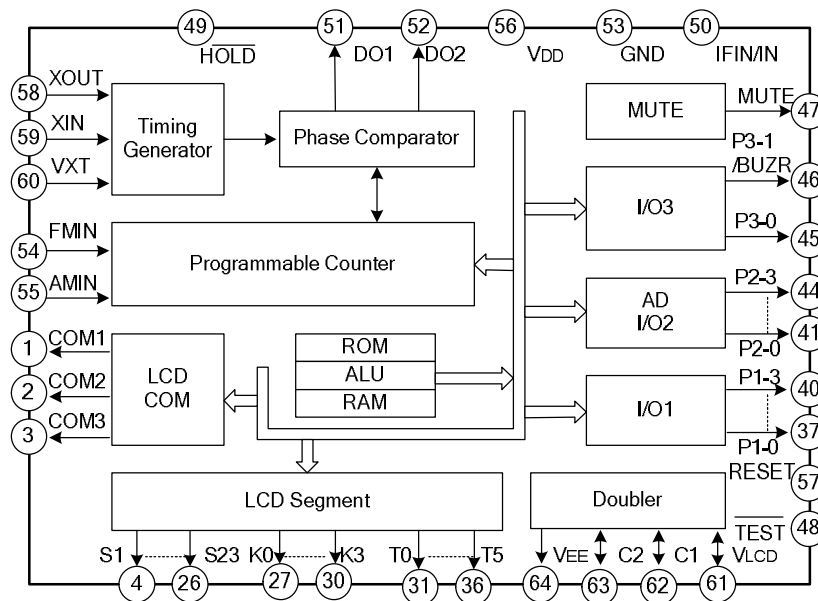 49 51 52 56 53 50
HOLD DO1 DO2 VDD GND IFIN/IN
58 XOUT
59 XIN
60 VXT
Timing
Generator
Phase Comparator
MUTE
MUTE 47
P3-1
/BUZR 46
I/O3
P3-0 45
54 FMIN
55 AMIN
Programmable Counter
AD
I/O2
P2-3 44
P2-0 41
1 COM1
2 COM2
3 COM3
LCD
COM
ROM
ALU
RAM
I/O1
P1-3 40
P1-0 37
RESET 57
TEST 48
LCD Segment
Doubler
S1 S23 K0 K3 T0 T5 VEE C2 C1 VLCD
4 26 27 30 31 36 64 63 62 61